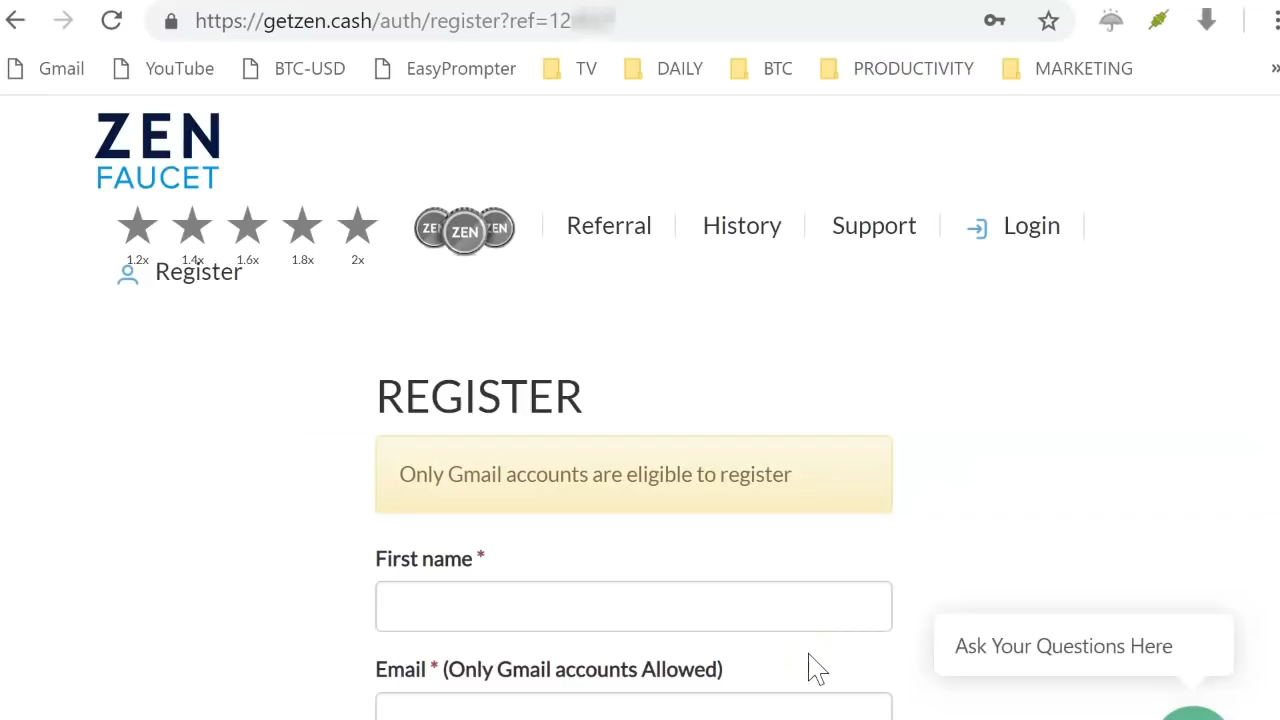 https://getzen.cash/auth/register?ref=12
Gmail YouTube BTC-USD EasyPrompter TV DAILY BTC PRODUCTIVITY MARKETING »
ZEN
FAUCET
ZEN ZEN ZEN Referral History Support Login
1.2x 1.4x 1.6x 1.8x 2x
Register
REGISTER
Only Gmail accounts are eligible to register
First name *
Ask Your Questions Here
Email * (Only Gmail accounts Allowed)